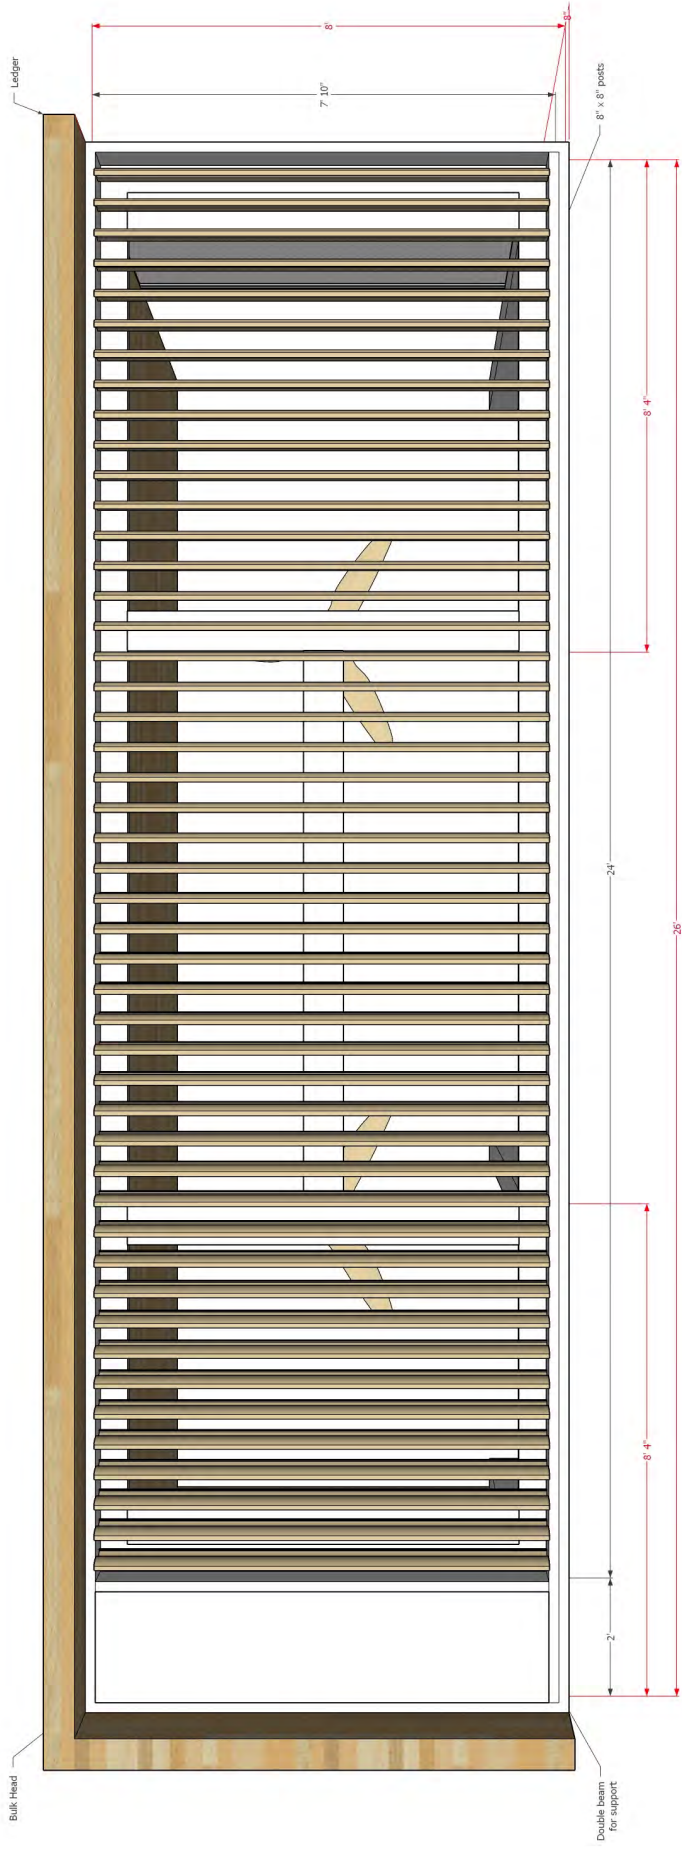 Ledger
8'
8"
7' 10"
8" x 8" posts
8' 4"
24'
26'
8' 4"
2'
Bulk Head
Double beam
for support